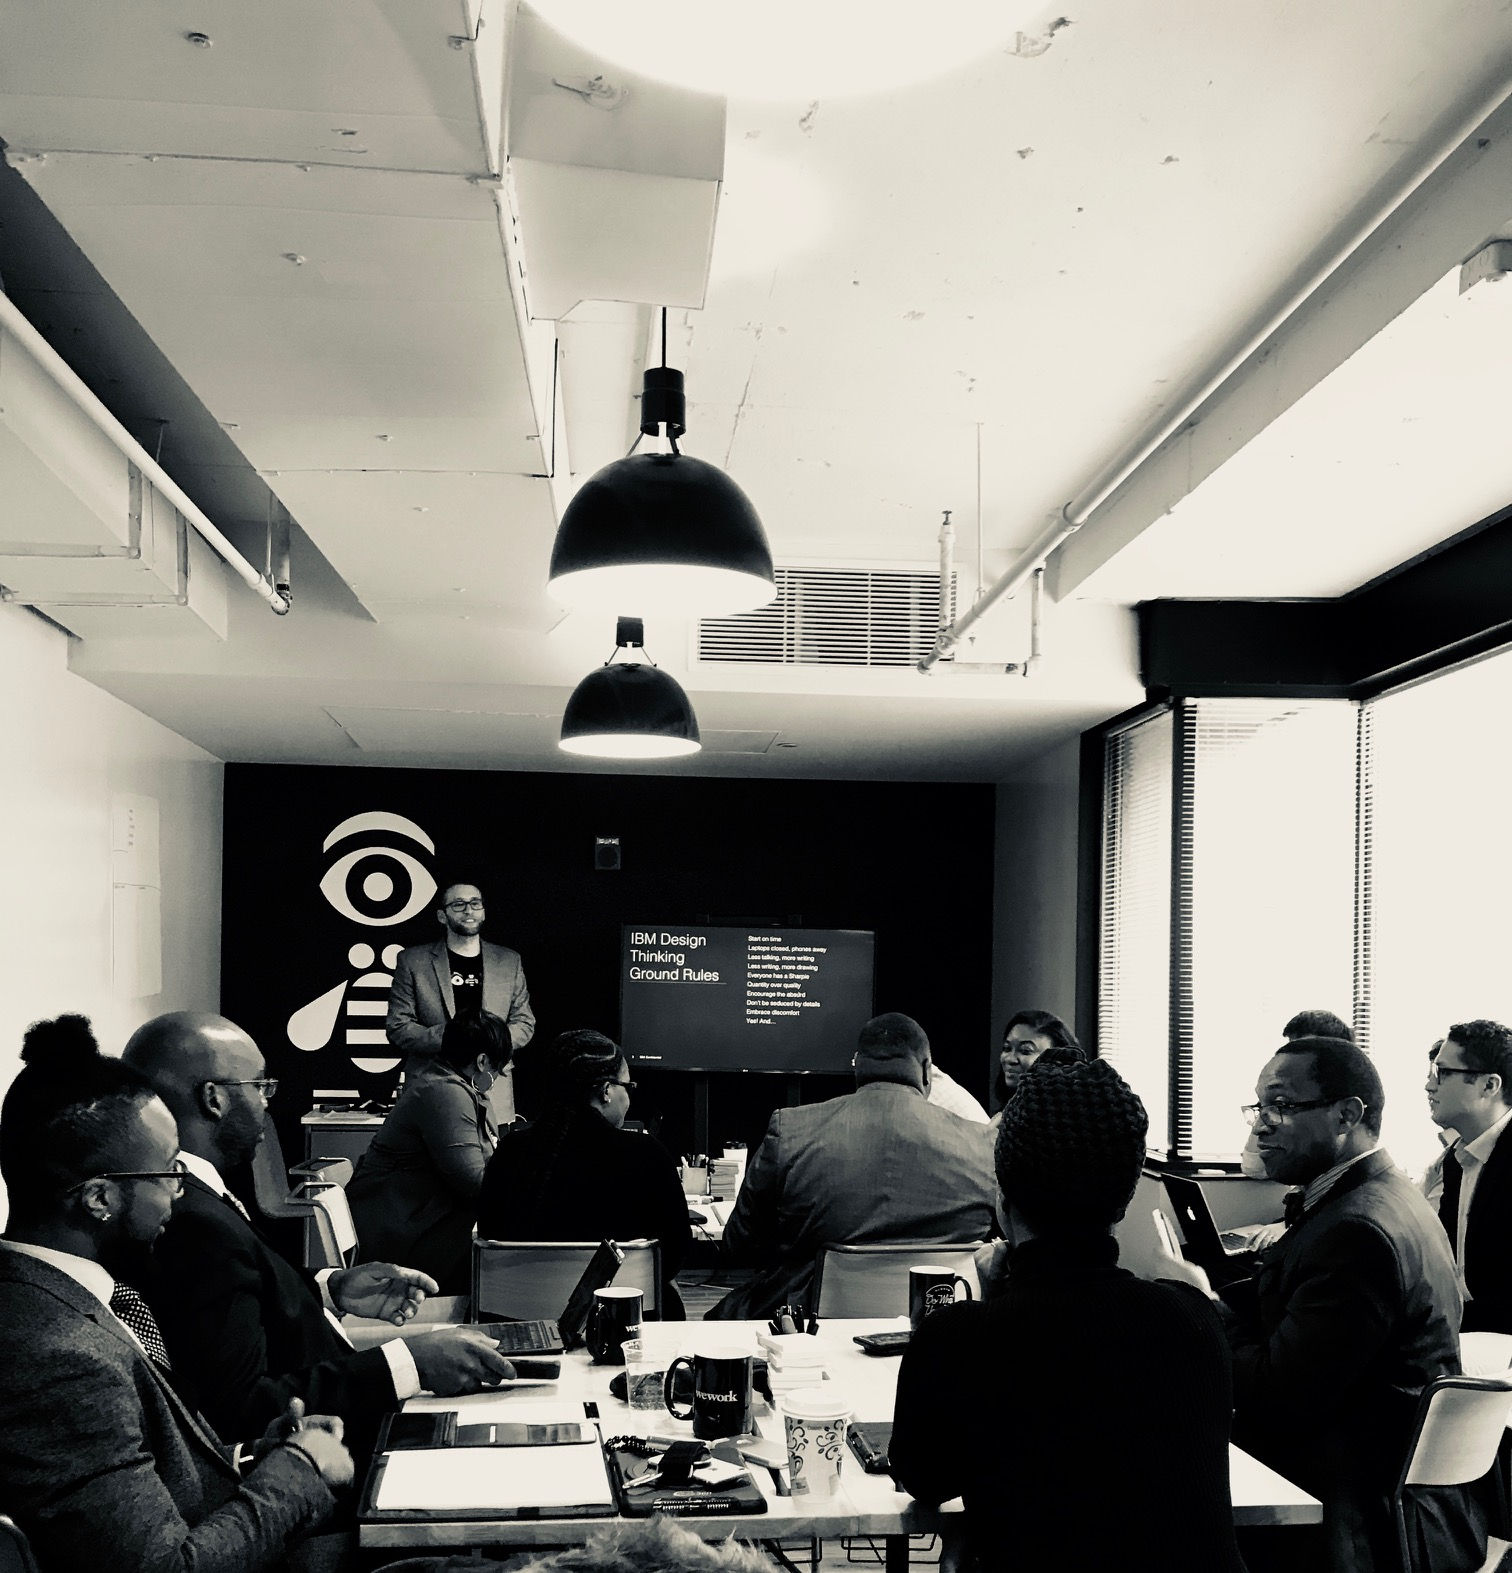 IBM Design
Thinking
Ground Rules
Start on time
Laptops closed, phones away
Less talking, more writing
Less writing, more drawing
Everyone has a Sharpie
Quantity over quality
Encourage the absurd
Don't be seduced by details
Embrace discomfort
Yes! And...
IBM Confidential
wework